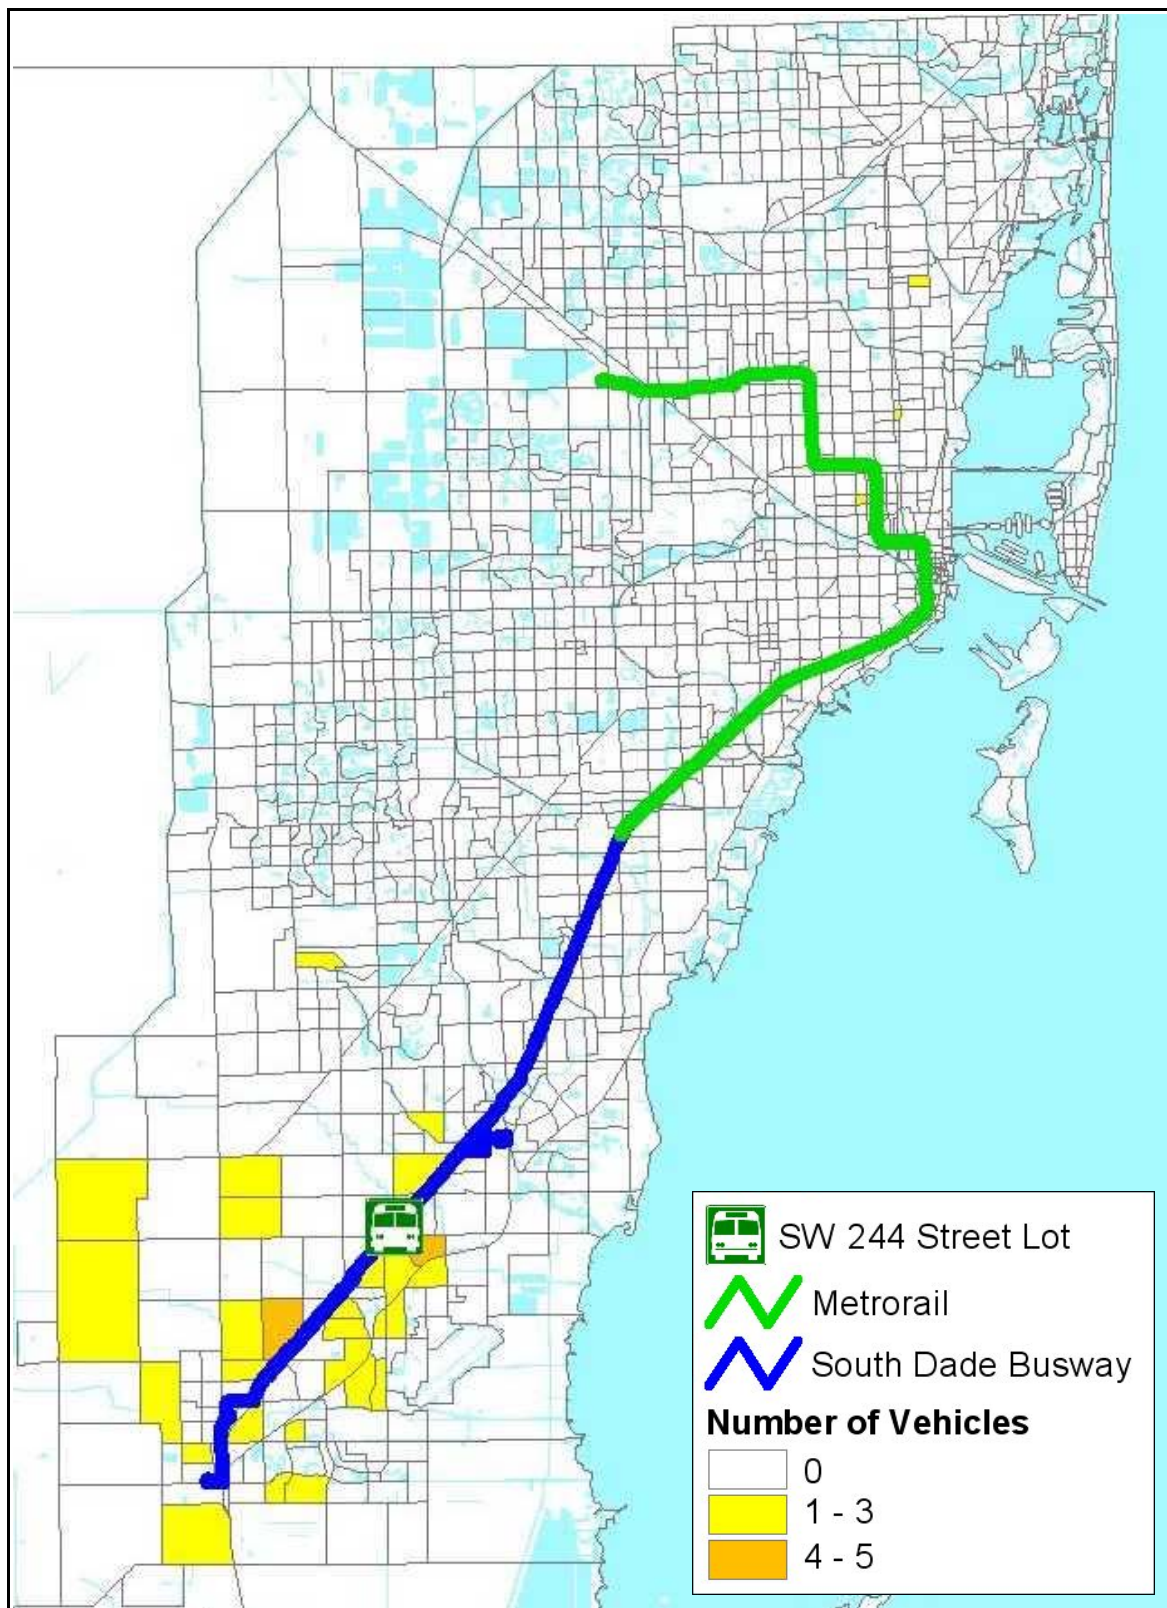 SW 244 Street Lot
Metrorail
South Dade Busway
Number of Vehicles
0
1 - 3
4 - 5